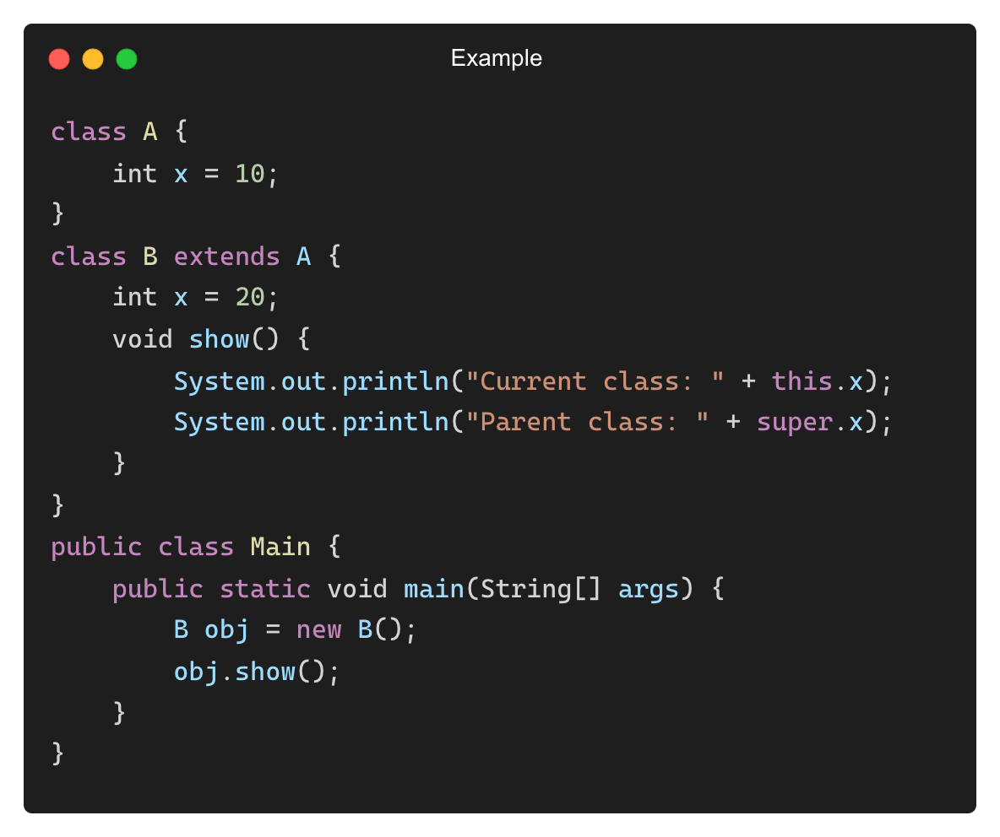 Example
class A {
    int x = 10;
}
class B extends A {
    int x = 20;
    void show() {
        System.out.println("Current class: " + this.x);
        System.out.println("Parent class: " + super.x);
    }
}
public class Main {
    public static void main(String[] args) {
        B obj = new B();
        obj.show();
    }
}